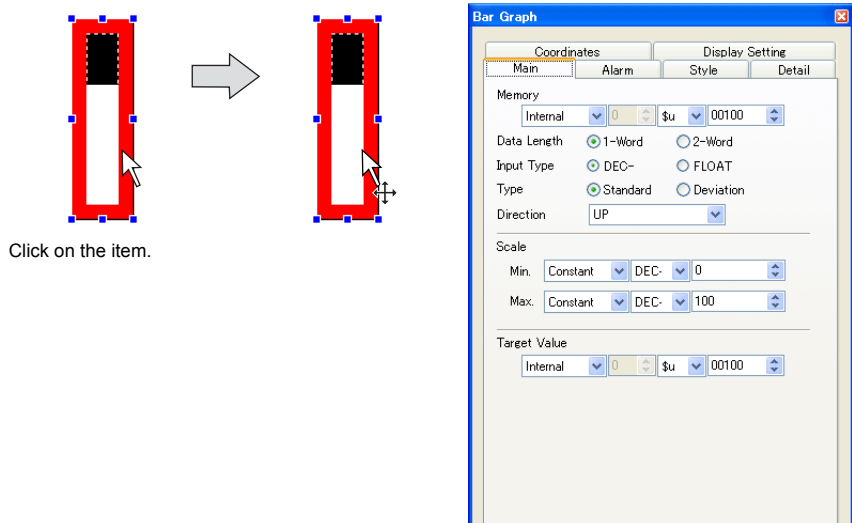 Click on the item.
Bar Graph
Coordinates Display Setting
Main Alarm Style Detail
Memory
Internal 0 $u 00100
Data Length 1-Word 2-Word
Input Type DEC- FLOAT
Type Standard Deviation
Direction UP
Scale
Min. Constant DEC- 0
Max. Constant DEC- 100
Target Value
Internal 0 $u 00100